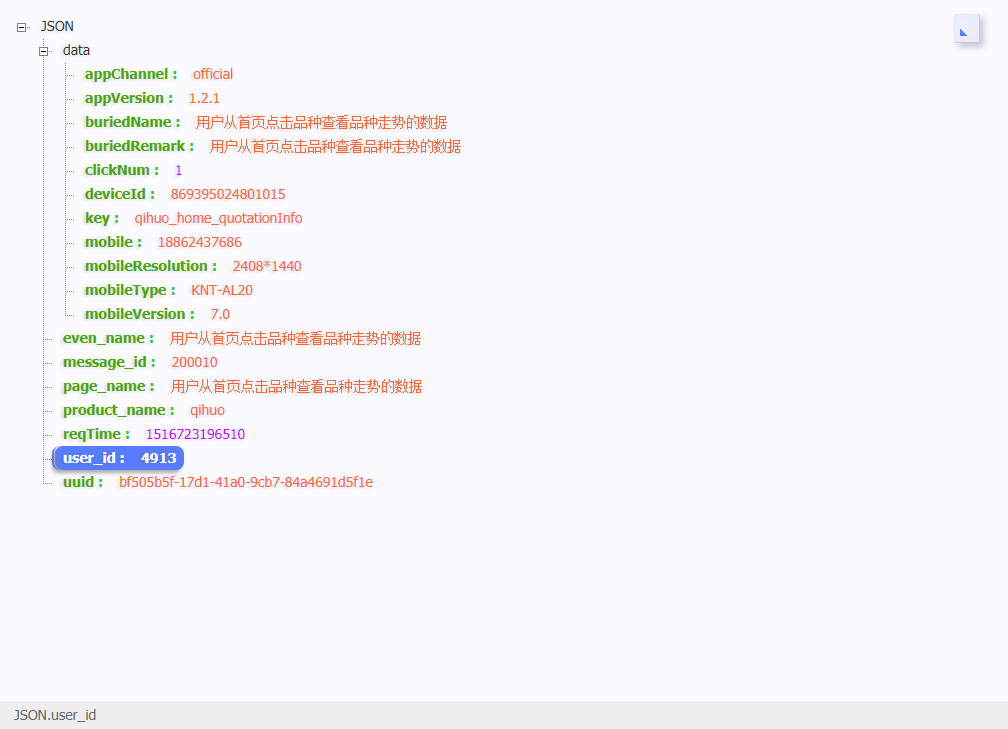 JSON
data
appChannel : official
appVersion : 1.2.1
buriedName : 用户从首页点击品种查看品种走势的数据
buriedRemark : 用户从首页点击品种查看品种走势的数据
clickNum : 1
deviceId : 869395024801015
key : qihuo_home_quotationInfo
mobile : 18862437686
mobileResolution : 2408*1440
mobileType : KNT-AL20
mobileVersion : 7.0
even_name : 用户从首页点击品种查看品种走势的数据
message_id : 200010
page_name : 用户从首页点击品种查看品种走势的数据
product_name : qihuo
reqTime : 1516723196510
user_id : 4913
uuid : bf505b5f-17d1-41a0-9cb7-84a4691d5f1e
JSON.user_id